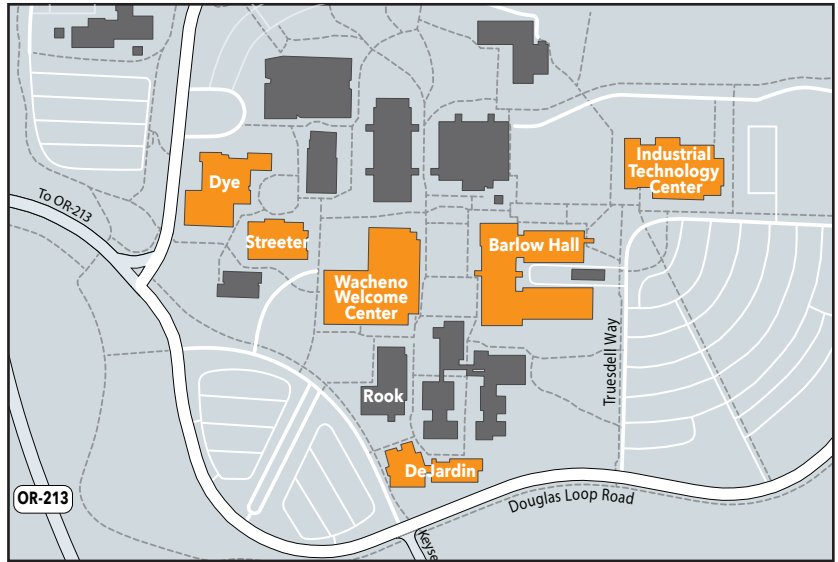 Industrial
Technology
Center
Dye
To OR-213
Streeter
Barlow Hall
Wacheno
Welcome
Center
Truesdell Way
Rook
DeJardin
OR-213
Douglas Loop Road
Keyse